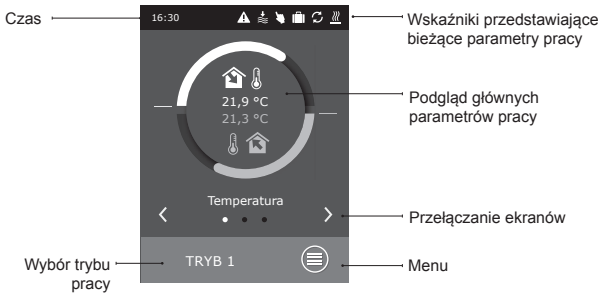 Czas
16:30
Wskaźniki przedstawiające
bieżące parametry pracy
21,9 °C
21,3 °C
Podgląd głównych
parametrów pracy
Temperatura
Przełączanie ekranów
Wybór trybu
pracy
TRYB 1
Menu